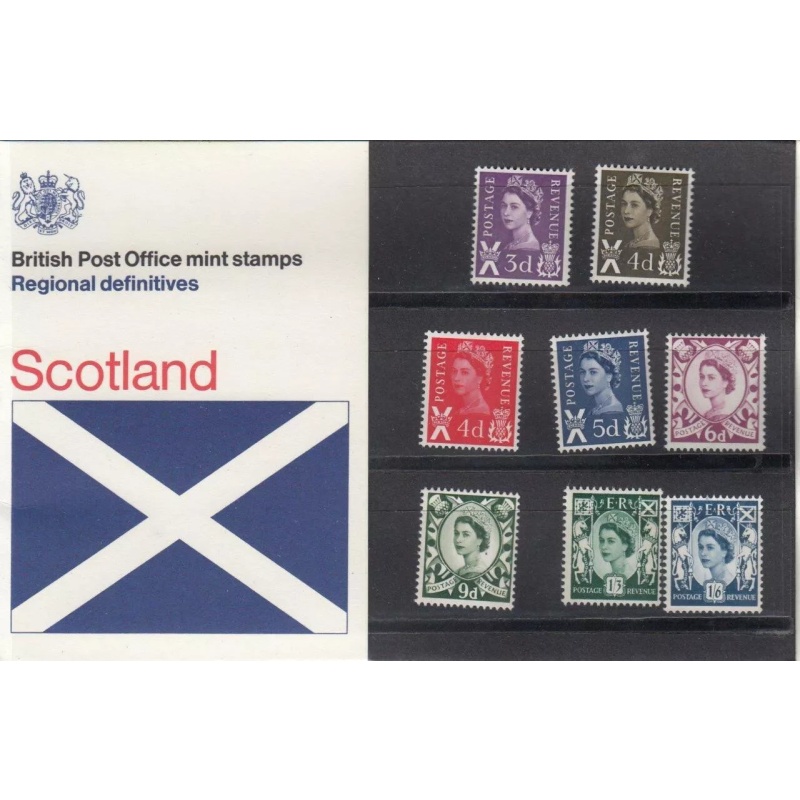 British Post Office mint stamps
Regional definitives
Scotland
POSTAGE REVENUE
3d
POSTAGE REVENUE
4d
POSTAGE REVENUE
4d
POSTAGE REVENUE
5d
POSTAGE REVENUE
6d
POSTAGE REVENUE
9d
E R
POSTAGE REVENUE
1/3
E R
POSTAGE REVENUE
1/6